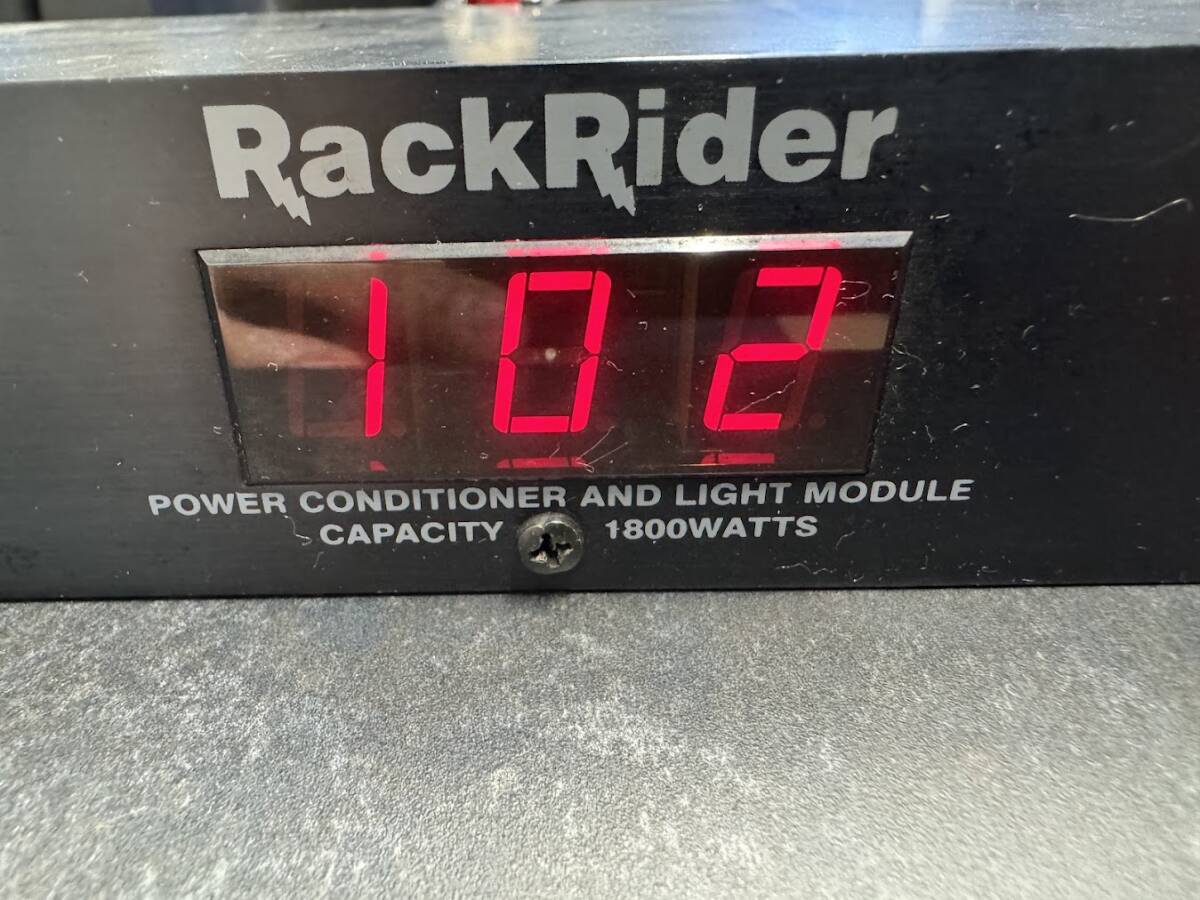 RackRider
102
POWER CONDITIONER AND LIGHT MODULE
CAPACITY 1800WATTS